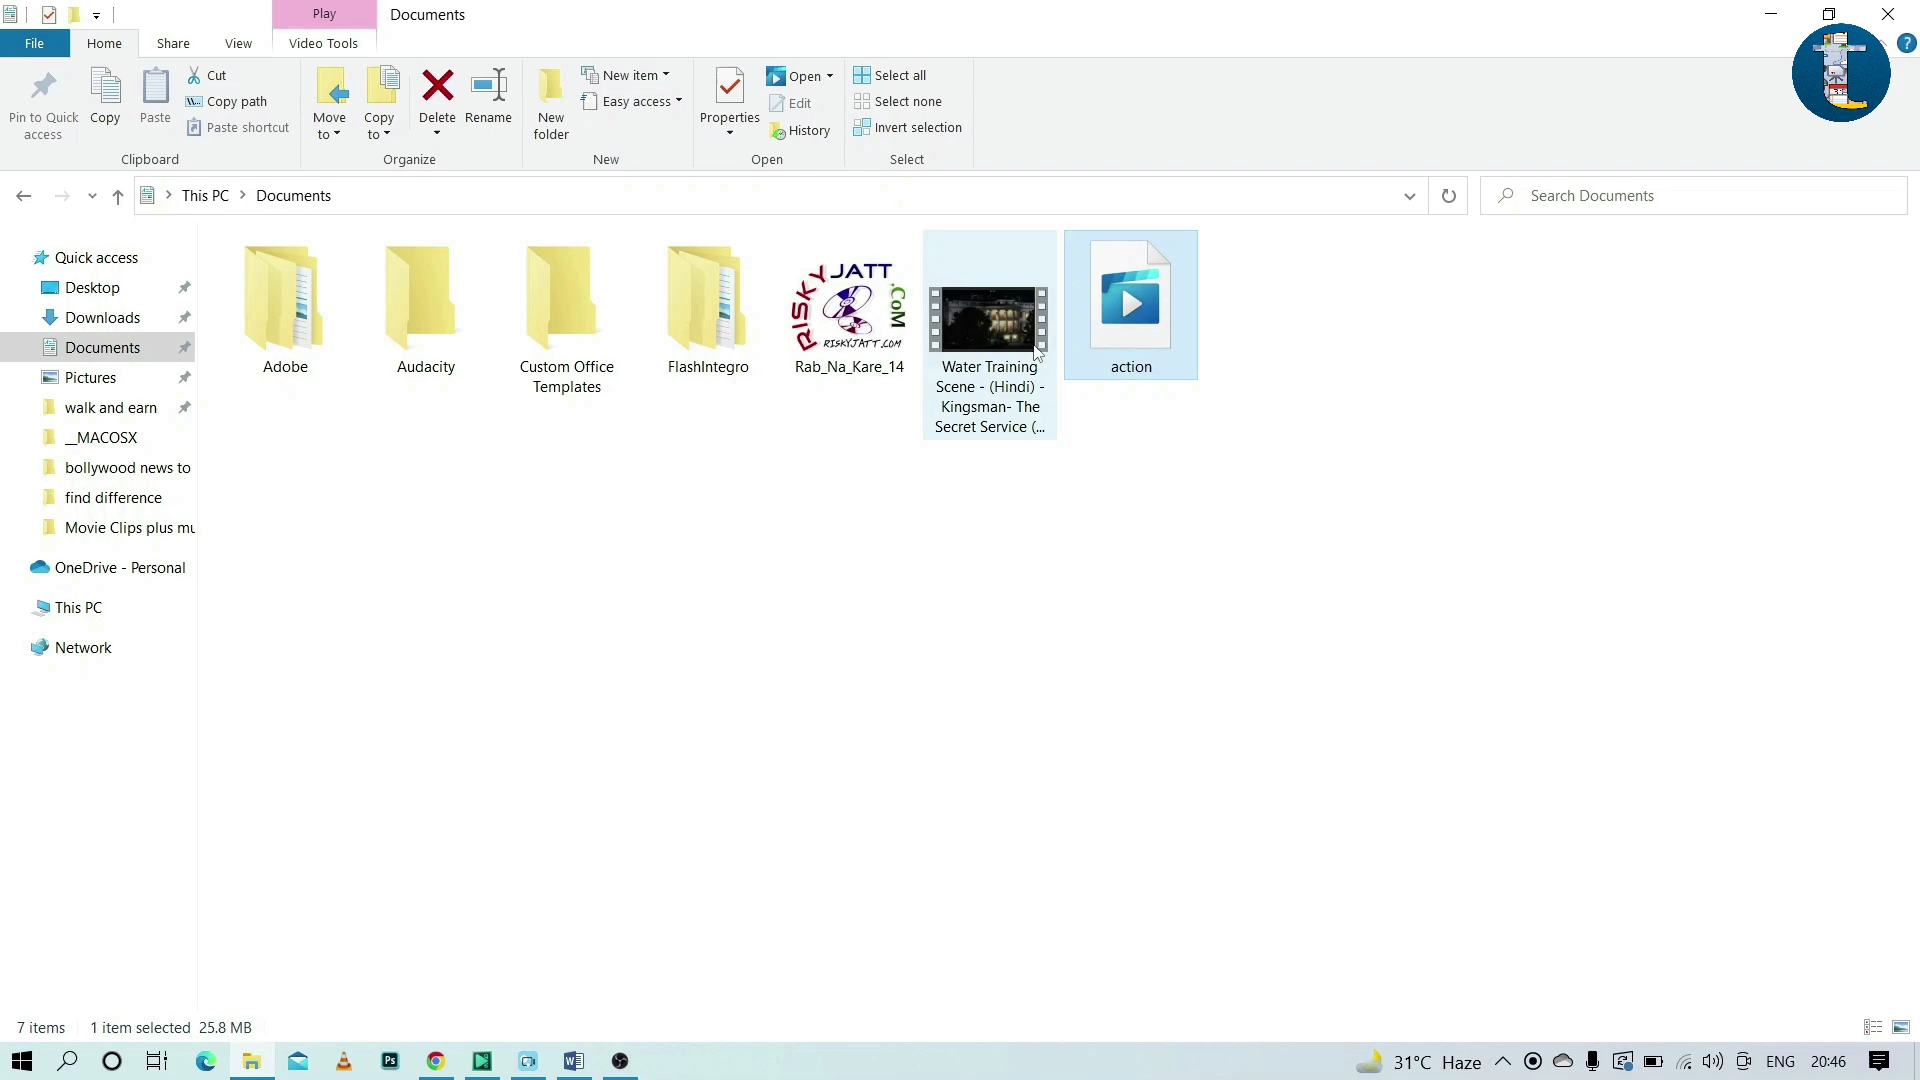 Play
Documents
File
Home
Share
View
Video Tools
Pin to Quick
access
Copy
Paste
Cut
Copy path
Paste shortcut
Clipboard
Move
to
Copy
to
Delete
Rename
Organize
New
folder
New item
Easy access
New
Properties
Open
Edit
History
Open
Select all
Select none
Invert selection
Select
This PC
Documents
Search Documents
Quick access
Desktop
Downloads
Documents
Pictures
walk and earn
__MACOSX
bollywood news to
find difference
Movie Clips plus mu
OneDrive - Personal
This PC
Network
Adobe
Audacity
Custom Office
Templates
FlashIntegro
RISKYJATT.CoM
RISKYJATT.COM
Rab_Na_Kare_14
Water Training
Scene - (Hindi) -
Kingsman- The
Secret Service (...
action
7 items
1 item selected 25.8 MB
Ps
31°C Haze
ENG
20:46